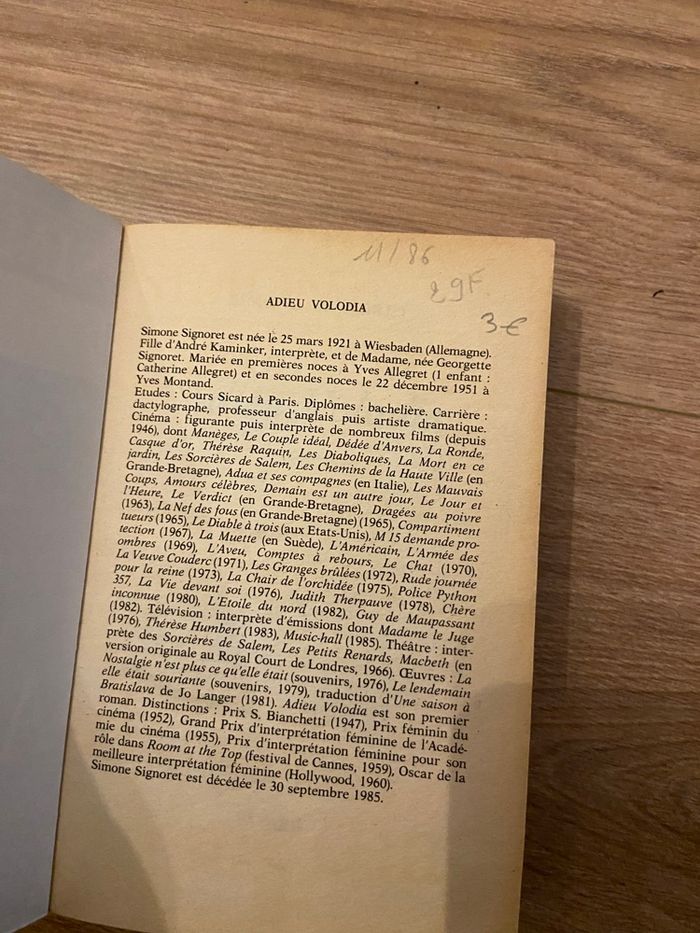 11/86
29F
3€
ADIEU VOLODIA
Simone Signoret est née le 25 mars 1921 à Wiesbaden (Allemagne).
Fille d'André Kaminker, interprète, et de Madame, née Georgette
Signoret. Mariée en premières noces à Yves Allegret (1 enfant :
Catherine Allegret) et en secondes noces le 22 décembre 1951 à
Yves Montand.
Etudes : Cours Sicard à Paris. Diplômes : bachelière. Carrière :
dactylographe, professeur d'anglais puis artiste dramatique.
Cinéma : figurante puis interprète de nombreux films (depuis
1946), dont Manèges, Le Couple idéal, Dédée d'Anvers, La Ronde,
Casque d'or, Thérèse Raquin, Les Diaboliques, La Mort en ce
jardin, Les Sorcières de Salem, Les Chemins de la Haute Ville (en
Grande-Bretagne), Adua et ses compagnes (en Italie), Les Mauvais
Coups, Amours célèbres, Demain est un autre jour, Le Jour et
l'Heure, Le Verdict (en Grande-Bretagne), Dragées au poivre
(1963), La Nef des fous (en Grande-Bretagne) (1965), Compartiment
tueurs (1965), Le Diable à trois (aux Etats-Unis), M 15 demande pro-
tection (1967), La Muette (en Suède), L'Américain, L'Armée des
ombres (1969), L'Aveu, Comptes à rebours, Le Chat (1970),
La Veuve Couderc (1971), Les Granges brûlées (1972), Rude journée
pour la reine (1973), La Chair de l'orchidée (1975), Police Python
357, La Vie devant soi (1976), Judith Therpauve (1978), Chère
inconnue (1980), L'Etoile du nord (1982), Guy de Maupassant
(1982). Télévision : interprète d'émissions dont Madame le Juge
(1976), Thérèse Humbert (1983), Music-hall (1985). Théâtre : inter-
prète des Sorcières de Salem, Les Petits Renards, Macbeth (en
version originale au Royal Court de Londres, 1966). Œuvres : La
Nostalgie n'est plus ce qu'elle était (souvenirs, 1976), Le lendemain
elle était souriante (souvenirs, 1979), traduction d'Une saison à
Bratislava de Jo Langer (1981). Adieu Volodia est son premier
roman. Distinctions : Prix S. Bianchetti (1947), Prix féminin du
cinéma (1952), Grand Prix d'interprétation féminine de l'Acadé-
mie du cinéma (1955), Prix d'interprétation féminine pour son
rôle dans Room at the Top (festival de Cannes, 1959), Oscar de la
meilleure interprétation féminine (Hollywood, 1960).
Simone Signoret est décédée le 30 septembre 1985.